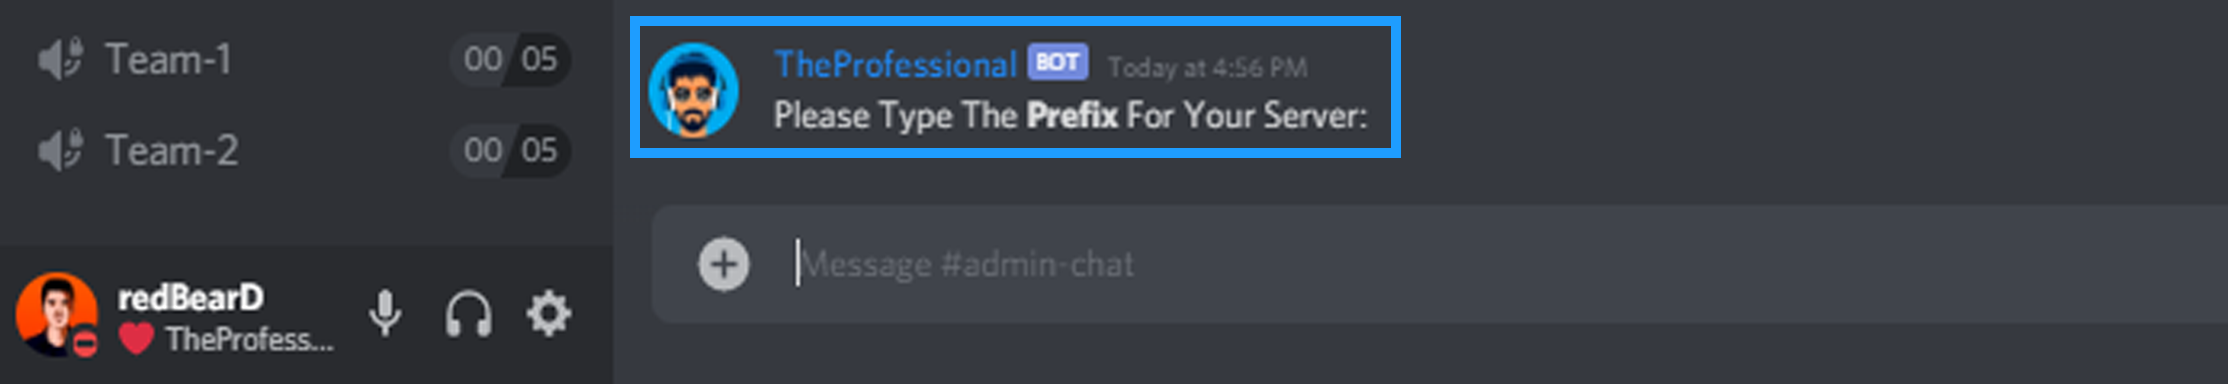 Team-1 00 05
Team-2 00 05
redBearD
TheProfess...
TheProfessional BOT Today at 4:56 PM
Please Type The Prefix For Your Server:
Message #admin-chat